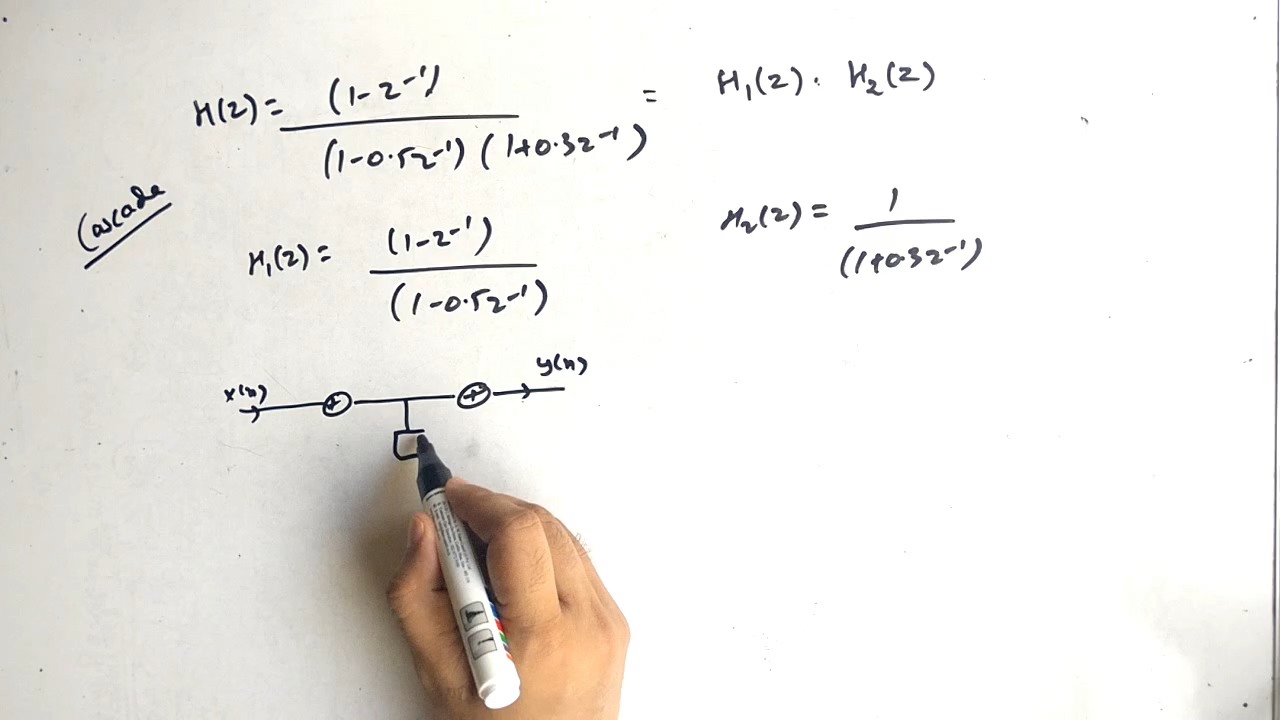 H(z) = (1-z⁻¹) / (1-0.5z⁻¹) (1+0.3z⁻¹) = H₁(z) · H₂(z)
Cascade
H₁(z) = (1-z⁻¹) / (1-0.5z⁻¹)
H₂(z) = 1 / (1+0.3z⁻¹)
x(n) + + y(n)